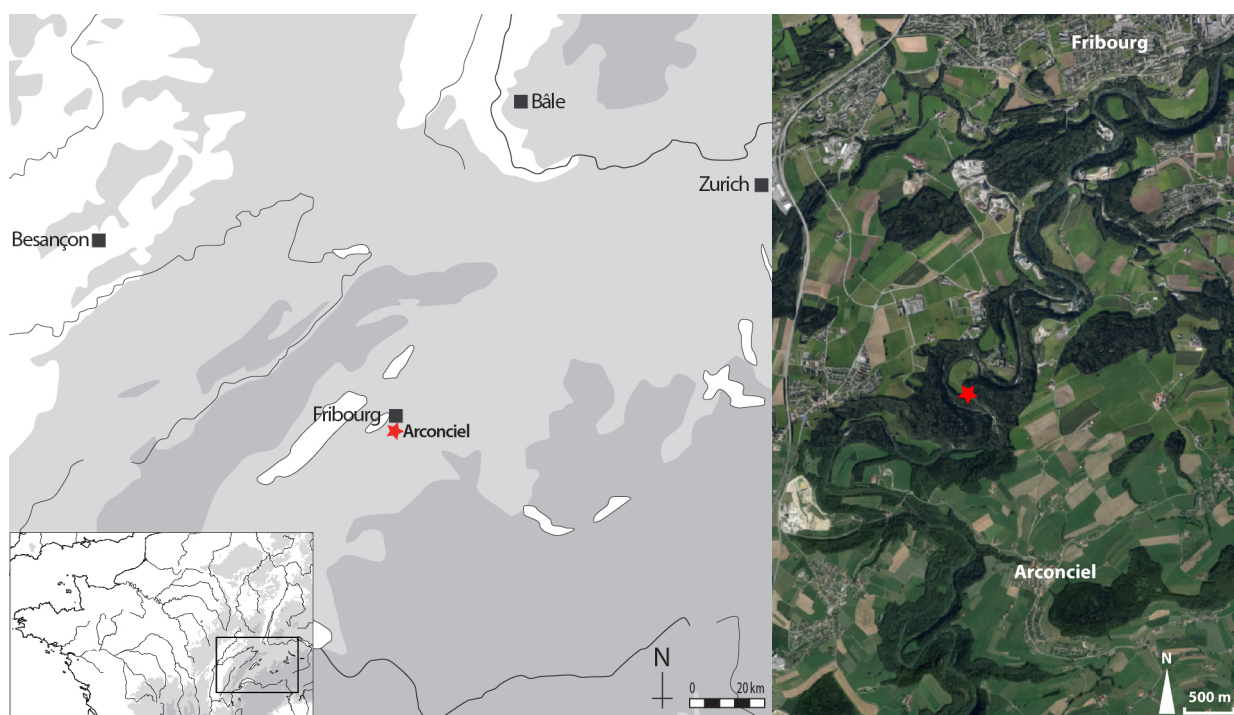 Bâle
Zurich
Besançon
Fribourg
Arconciel
N
0 20 km
Fribourg
Arconciel
N
500 m